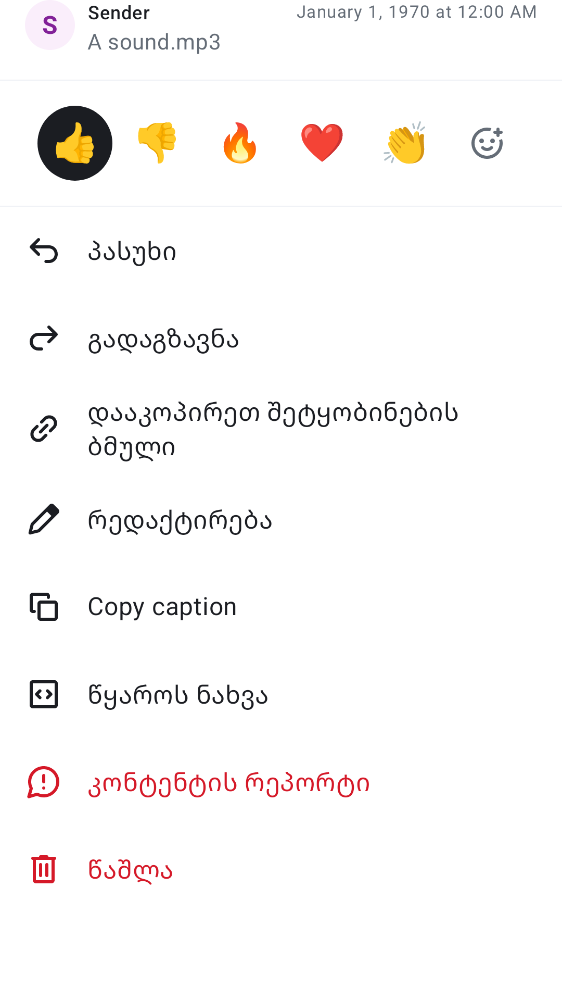 S
Sender
January 1, 1970 at 12:00 AM
A sound.mp3
პასუხი
გადაგზავნა
დააკოპირეთ შეტყობინების
ბმული
რედაქტირება
Copy caption
წყაროს ნახვა
კონტენტის რეპორტი
წაშლა